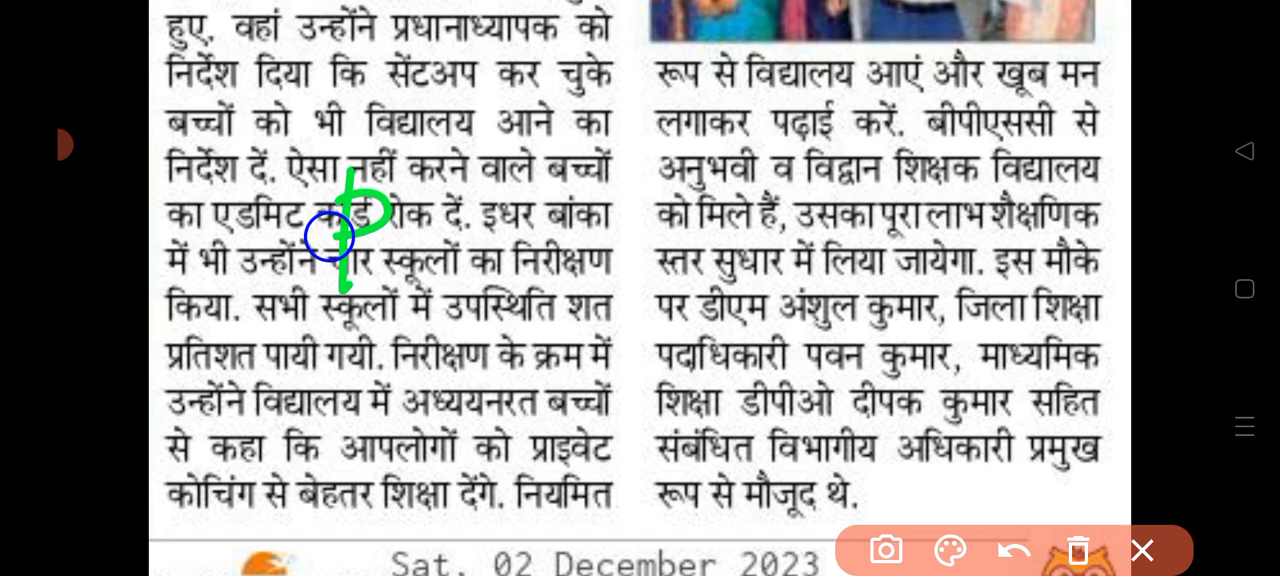 हुए. वहां उन्होंने प्रधानाध्यापक को
निर्देश दिया कि सेंटअप कर चुके
बच्चों को भी विद्यालय आने का
निर्देश दें. ऐसा नहीं करने वाले बच्चों
का एडमिट कार्ड रोक दें. इधर बांका
में भी उन्होंने चार स्कूलों का निरीक्षण
किया. सभी स्कूलों में उपस्थिति शत
प्रतिशत पायी गयी. निरीक्षण के क्रम में
उन्होंने विद्यालय में अध्ययनरत बच्चों
से कहा कि आपलोगों को प्राइवेट
कोचिंग से बेहतर शिक्षा देंगे. नियमित
रूप से विद्यालय आएं और खूब मन
लगाकर पढ़ाई करें. बीपीएससी से
अनुभवी व विद्वान शिक्षक विद्यालय
को मिले हैं, उसका पूरा लाभ शैक्षणिक
स्तर सुधार में लिया जायेगा. इस मौके
पर डीएम अंशुल कुमार, जिला शिक्षा
पदाधिकारी पवन कुमार, माध्यमिक
शिक्षा डीपीओ दीपक कुमार सहित
संबंधित विभागीय अधिकारी प्रमुख
रूप से मौजूद थे.
P
Sat, 02 December 2023